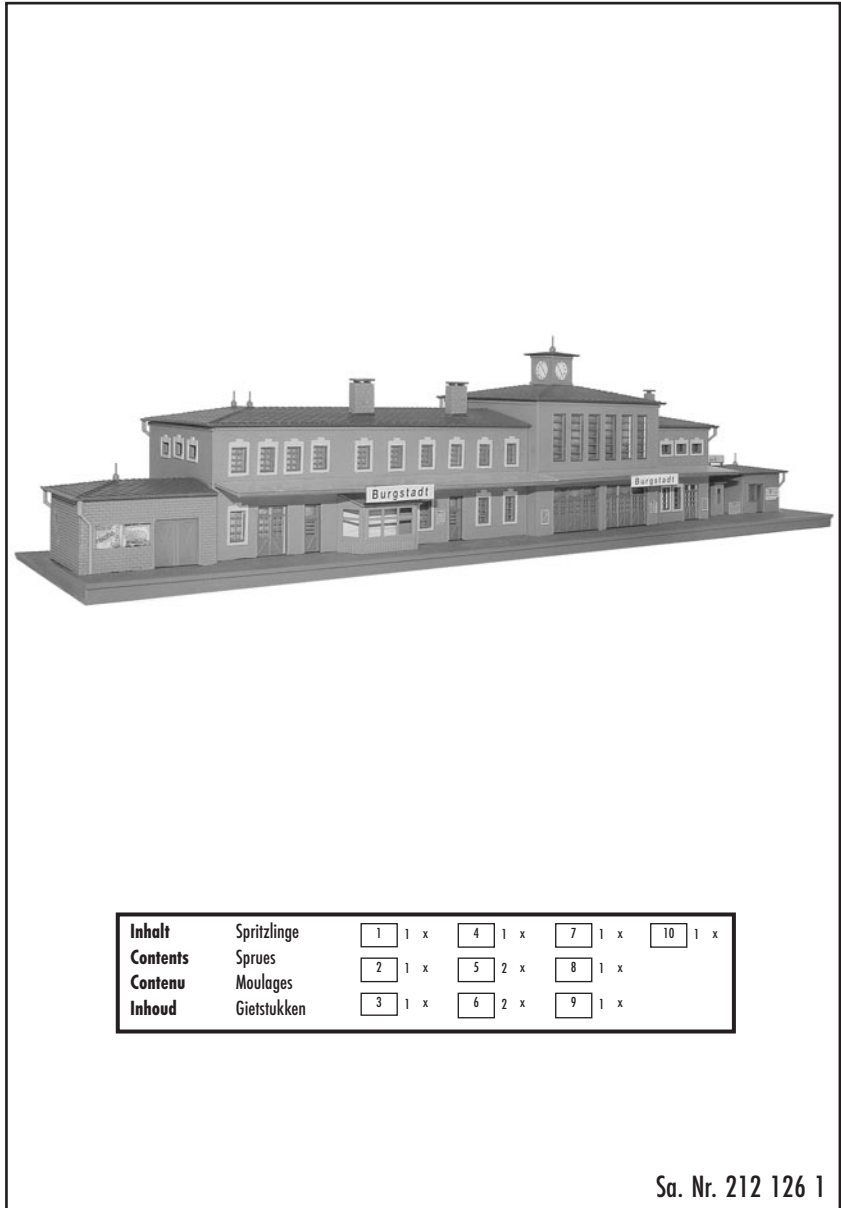 Burgstadt
Burgstadt
Inhalt Spritzlinge 1 1 x 4 1 x 7 1 x 10 1 x
Contents Sprues 2 1 x 5 2 x 8 1 x
Contenu Moulages
Inhoud Gietstukken 3 1 x 6 2 x 9 1 x
Sa. Nr. 212 126 1